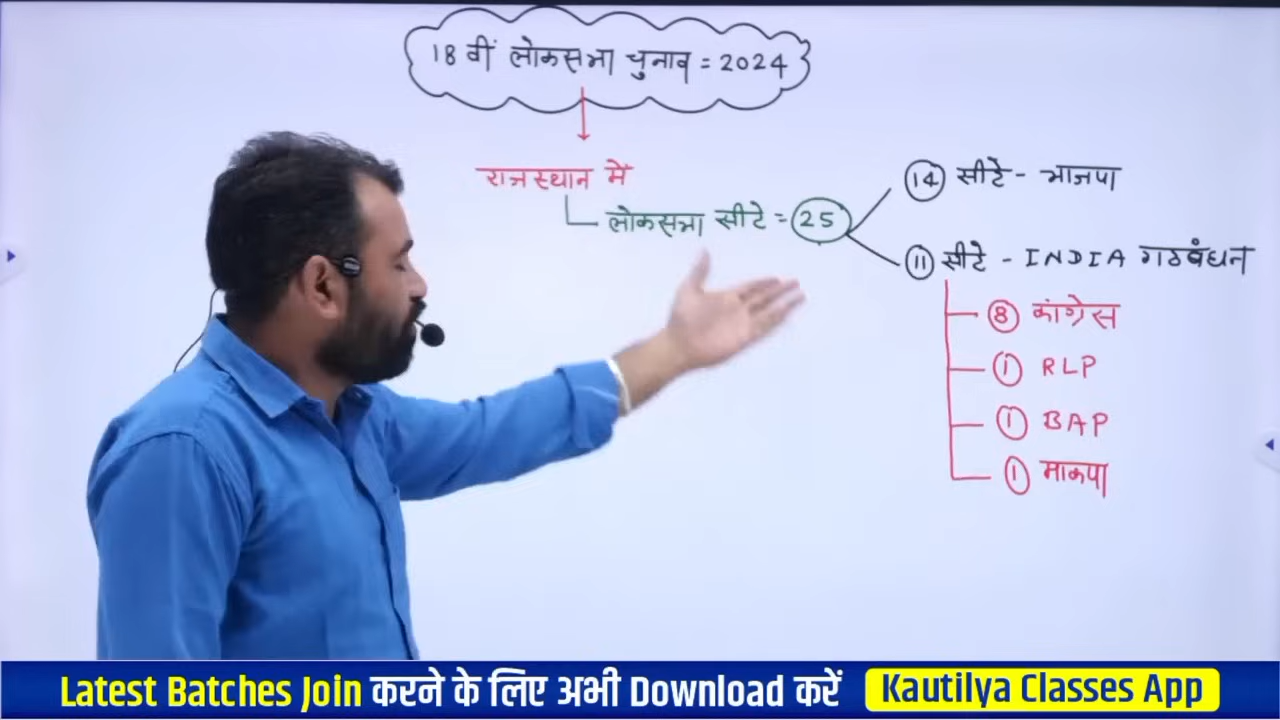 18 वीं लोकसभा चुनाव = 2024
राजस्थान में
लोकसभा सीटे = 25
14 सीटे - भाजपा
11 सीटे - INDIA गठबंधन
8 कांग्रेस
1 RLP
1 BAP
1 माकपा
Latest Batches Join करने के लिए अभी Download करें Kautilya Classes App